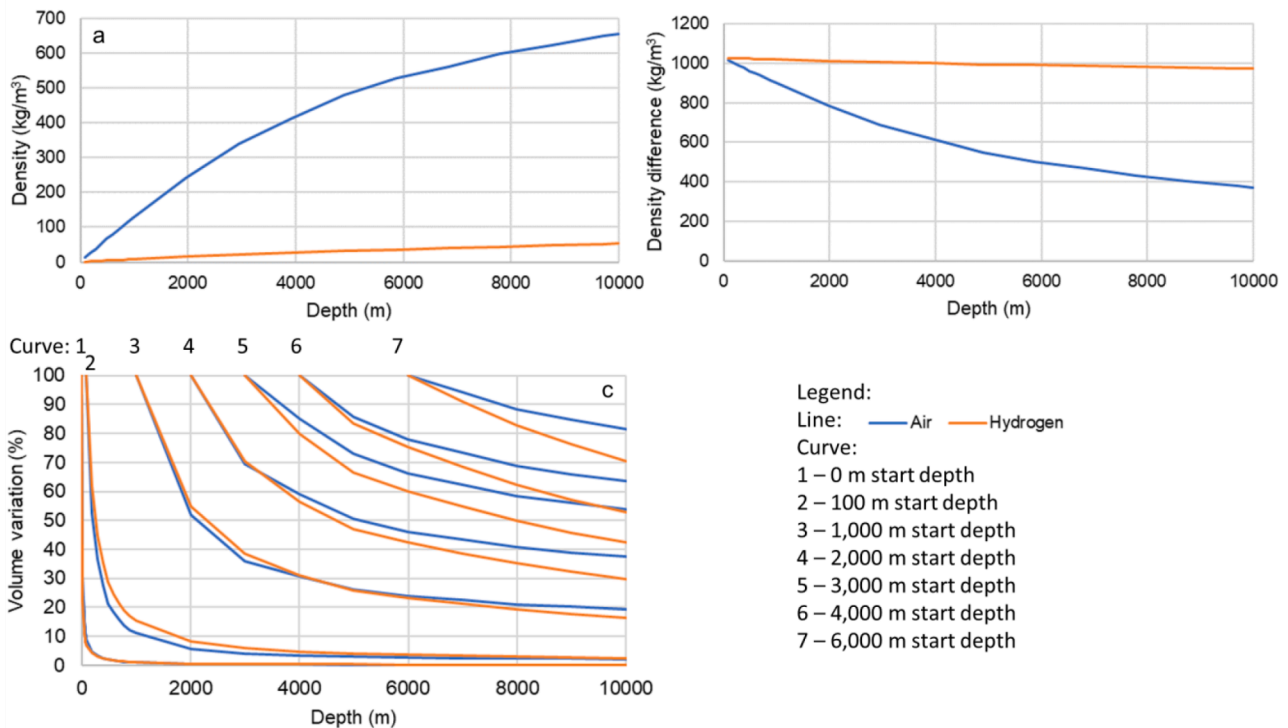 a
Density (kg/m³)
700
600
500
400
300
200
100
0
0 2000 4000 6000 8000 10000
Depth (m)
Density difference (kg/m³)
1200
1000
800
600
400
200
0
0 2000 4000 6000 8000 10000
Depth (m)
Curve: 1 3 4 5 6 7
2
c
Volume variation (%)
100
90
80
70
60
50
40
30
20
10
0
0 2000 4000 6000 8000 10000
Depth (m)
Legend:
Line: Air Hydrogen
Curve:
1 – 0 m start depth
2 – 100 m start depth
3 – 1,000 m start depth
4 – 2,000 m start depth
5 – 3,000 m start depth
6 – 4,000 m start depth
7 – 6,000 m start depth